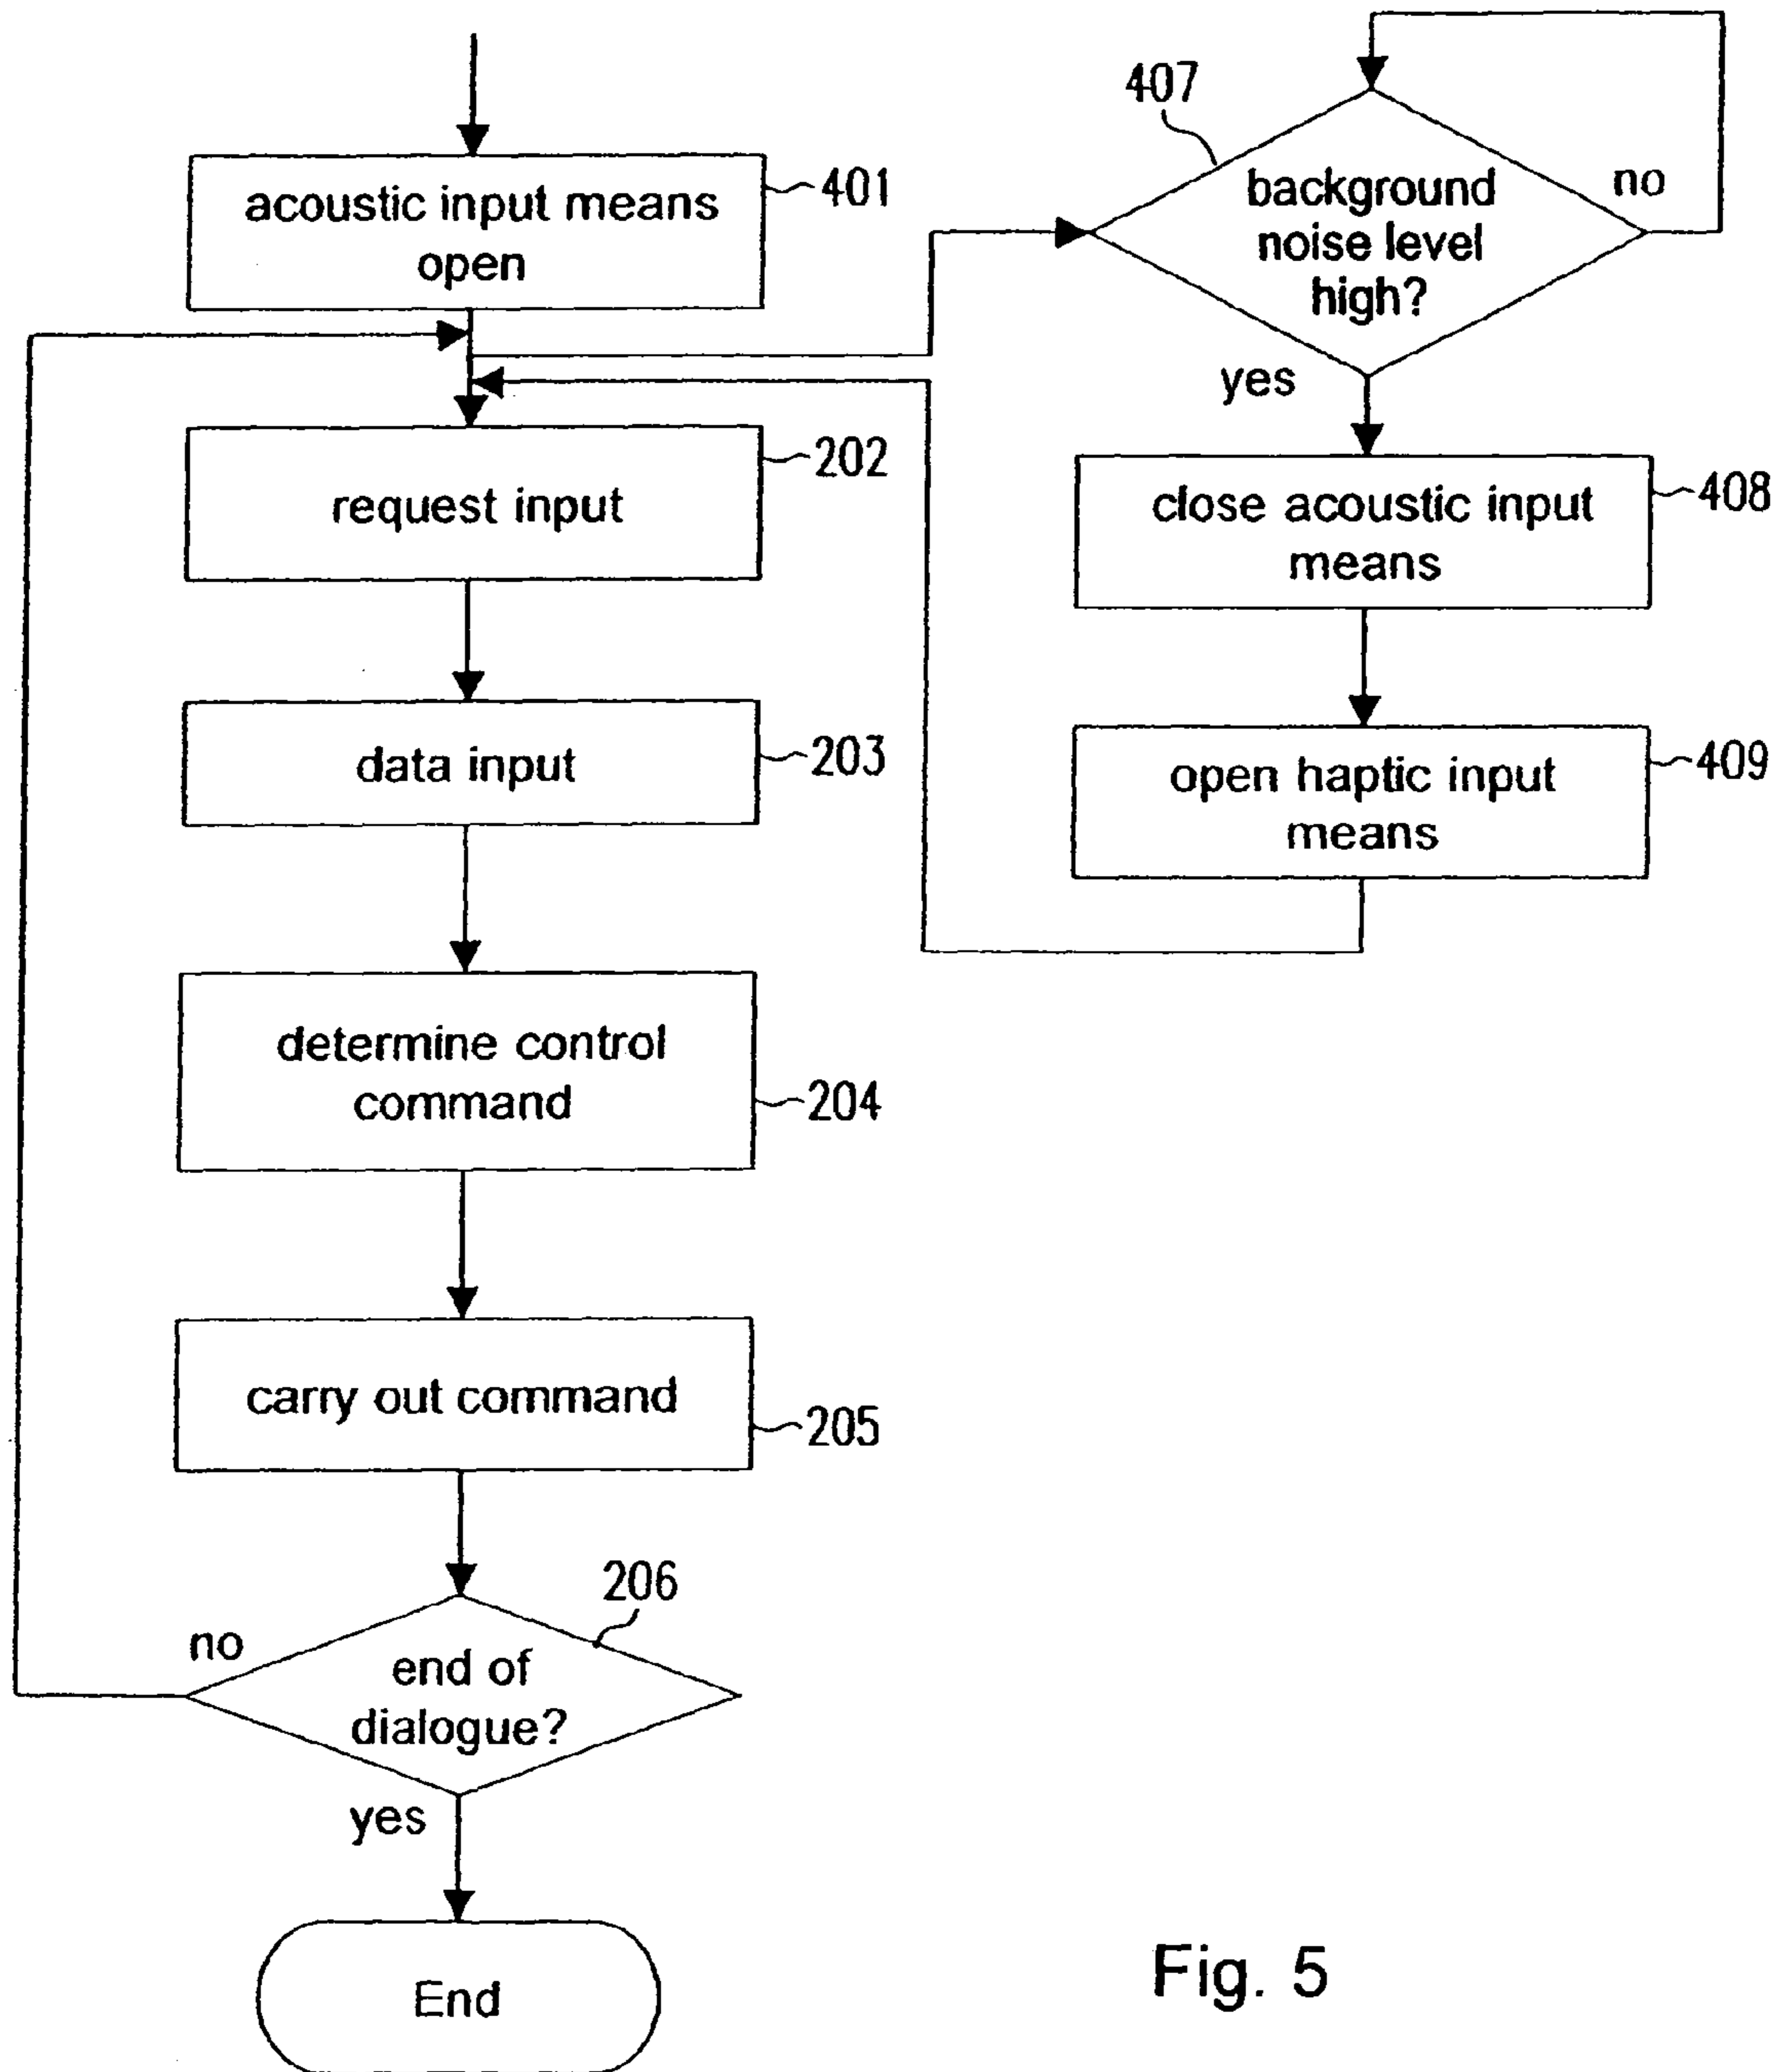 acoustic input means
open
401
request input
202
data input
203
determine control
command
204
carry out command
205
206
no
end of
dialogue?
yes
End
407
background
noise level
high?
no
yes
close acoustic input
means
408
open haptic input
means
409
Fig. 5